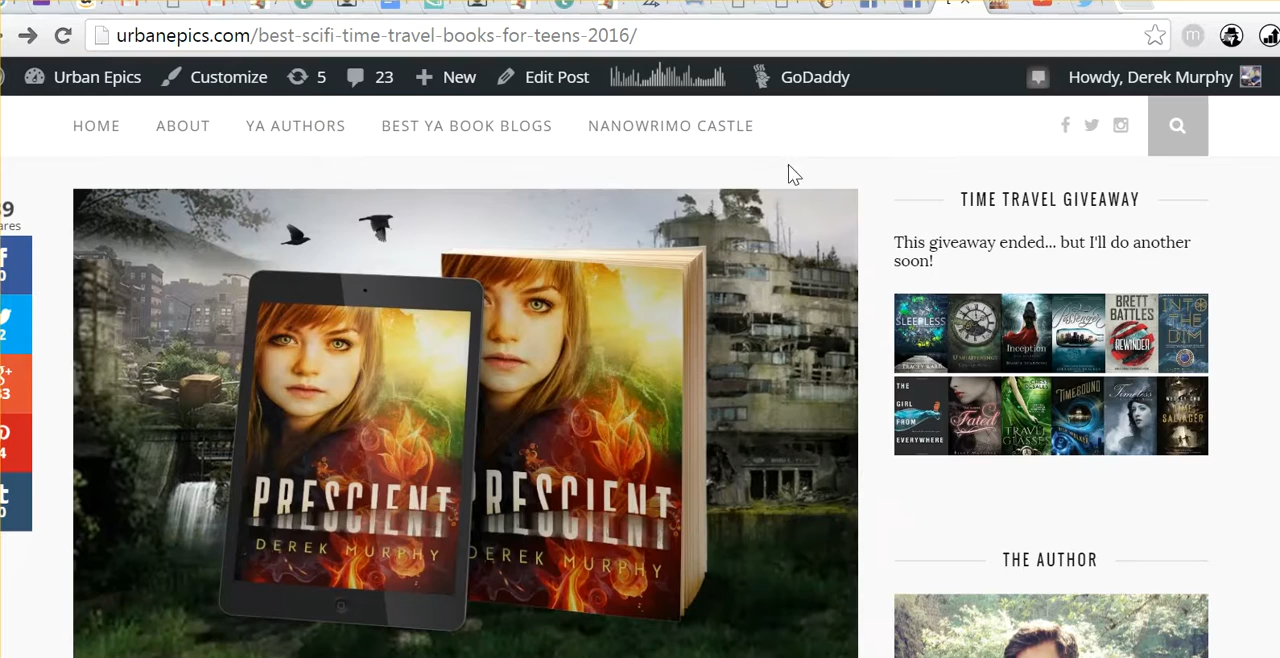 urbanepics.com/best-scifi-time-travel-books-for-teens-2016/
m
Urban Epics Customize 5 23 New Edit Post GoDaddy Howdy, Derek Murphy
HOME ABOUT YA AUTHORS BEST YA BOOK BLOGS NANOWRIMO CASTLE
TIME TRAVEL GIVEAWAY
This giveaway ended... but I'll do another
soon!
PRESCIENT
DEREK MURPHY
PRESCIENT
DEREK MURPHY
SLEEPLESS
Inception
Passenger
BRETT
BATTLES
REWINDER
INTO
THE
DIM
THE
GIRL
FROM
EVERYWHERE
Fated
TRAVEL
GLASSES
TIMEBOUND
Timeless
THE AUTHOR